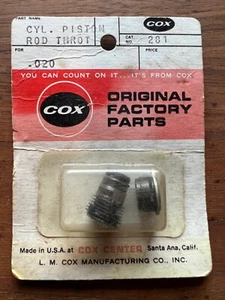 PART NAME CAT. NO.
CYL. PISTON
ROD THROT 281
FOR PRICE
.020
YOU CAN COUNT ON IT...IT'S FROM COX
COX
ORIGINAL
FACTORY
PARTS
Made in U.S.A. at COX CENTER Santa Ana, Calif.
L. M. COX MANUFACTURING CO., INC.